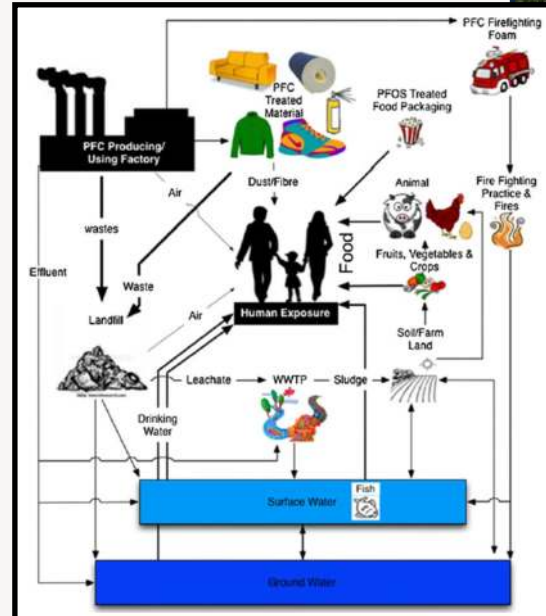 PFC Firefighting
Foam
PFC
Treated
Material
PFOS Treated
Food Packaging
PFC Producing/
Using Factory
Air
Dust/Fibre
Animal
Fire Fighting
Practice &
Fires
wastes
Food
Fruits, Vegetables &
Crops
Effluent
Waste
Landfill
Air
Human Exposure
Soil/Farm
Land
Leachate
WWTP
Sludge
Drinking
Water
Fish
Surface Water
Ground Water